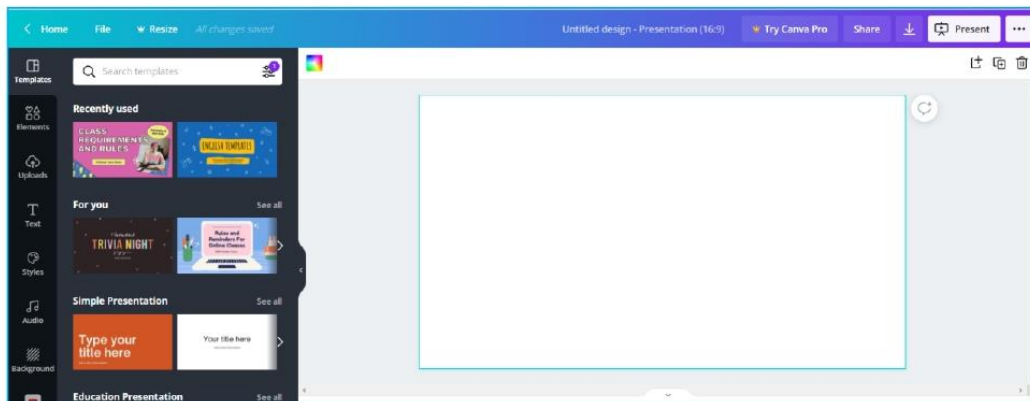 Home File Resize All changes saved Untitled design - Presentation (16:9) Try Canva Pro Share Present
Templates
Elements
Uploads
Text
Styles
Audio
Background
Search templates
1
Recently used
CLASS
REQUIREMENTS
AND RULES
ENGLISH TEMPLATES
For you See all
TRIVIA NIGHT
Rules and
Reminders For
Online Classes
Simple Presentation See all
Type your
title here
Your title here
Education Presentation See all